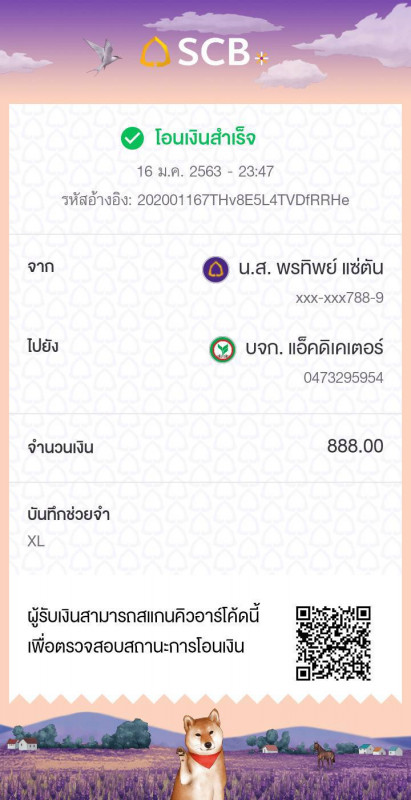 SCB
โอนเงินสำเร็จ
16 ม.ค. 2563 - 23:47
รหัสอ้างอิง: 202001167THv8E5L4TVDfRRHe
จาก
น.ส. พรทิพย์ แซ่ตัน
xxx-xxx788-9
ไปยัง
บจก. แอ็คดิเคเตอร์
0473295954
จำนวนเงิน
888.00
บันทึกช่วยจำ
XL
ผู้รับเงินสามารถสแกนคิวอาร์โค้ดนี้
เพื่อตรวจสอบสถานะการโอนเงิน